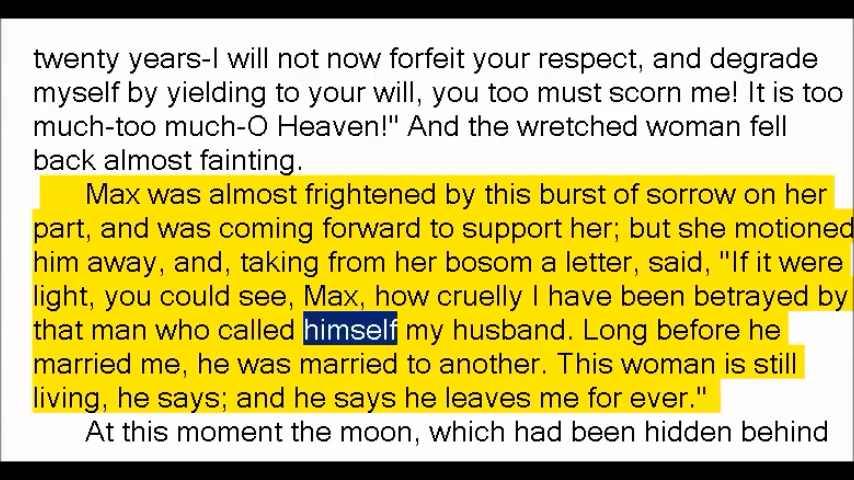 twenty years-I will not now forfeit your respect, and degrade
myself by yielding to your will, you too must scorn me! It is too
much-too much-O Heaven!" And the wretched woman fell
back almost fainting.
Max was almost frightened by this burst of sorrow on her
part, and was coming forward to support her; but she motioned
him away, and, taking from her bosom a letter, said, "If it were
light, you could see, Max, how cruelly I have been betrayed by
that man who called himself my husband. Long before he
married me, he was married to another. This woman is still
living, he says; and he says he leaves me for ever."
At this moment the moon, which had been hidden behind